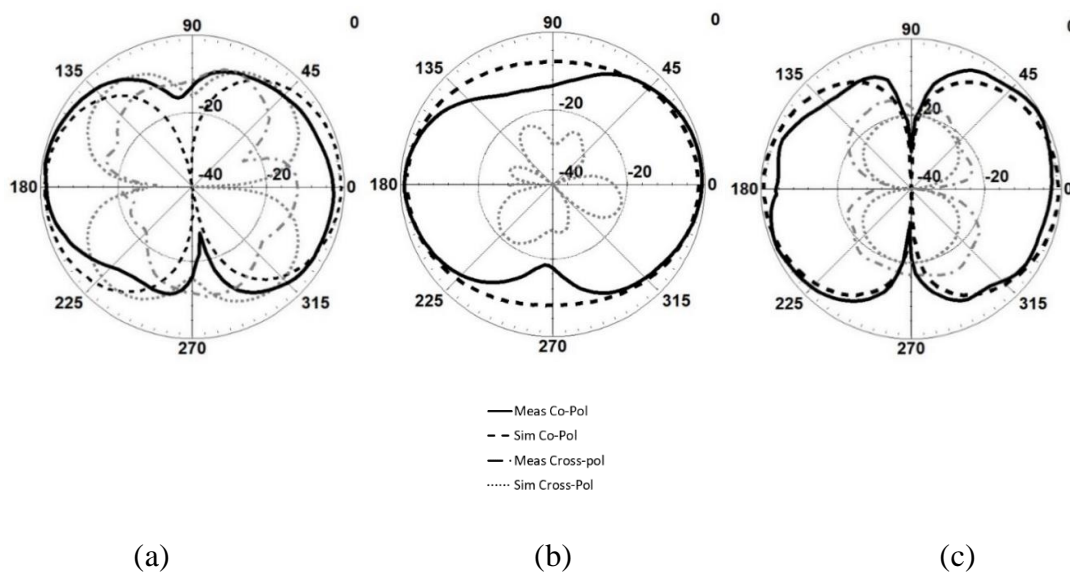 0 0 0
90 90 90
135 45 135 45 135 45
-20 -20 -20
180 -40 -20 0 180 -40 -20 0 180 -40 -20 0
225 315 225 315 225 315
270 270 270
Meas Co-Pol
Sim Co-Pol
Meas Cross-pol
Sim Cross-Pol
(a) (b) (c)